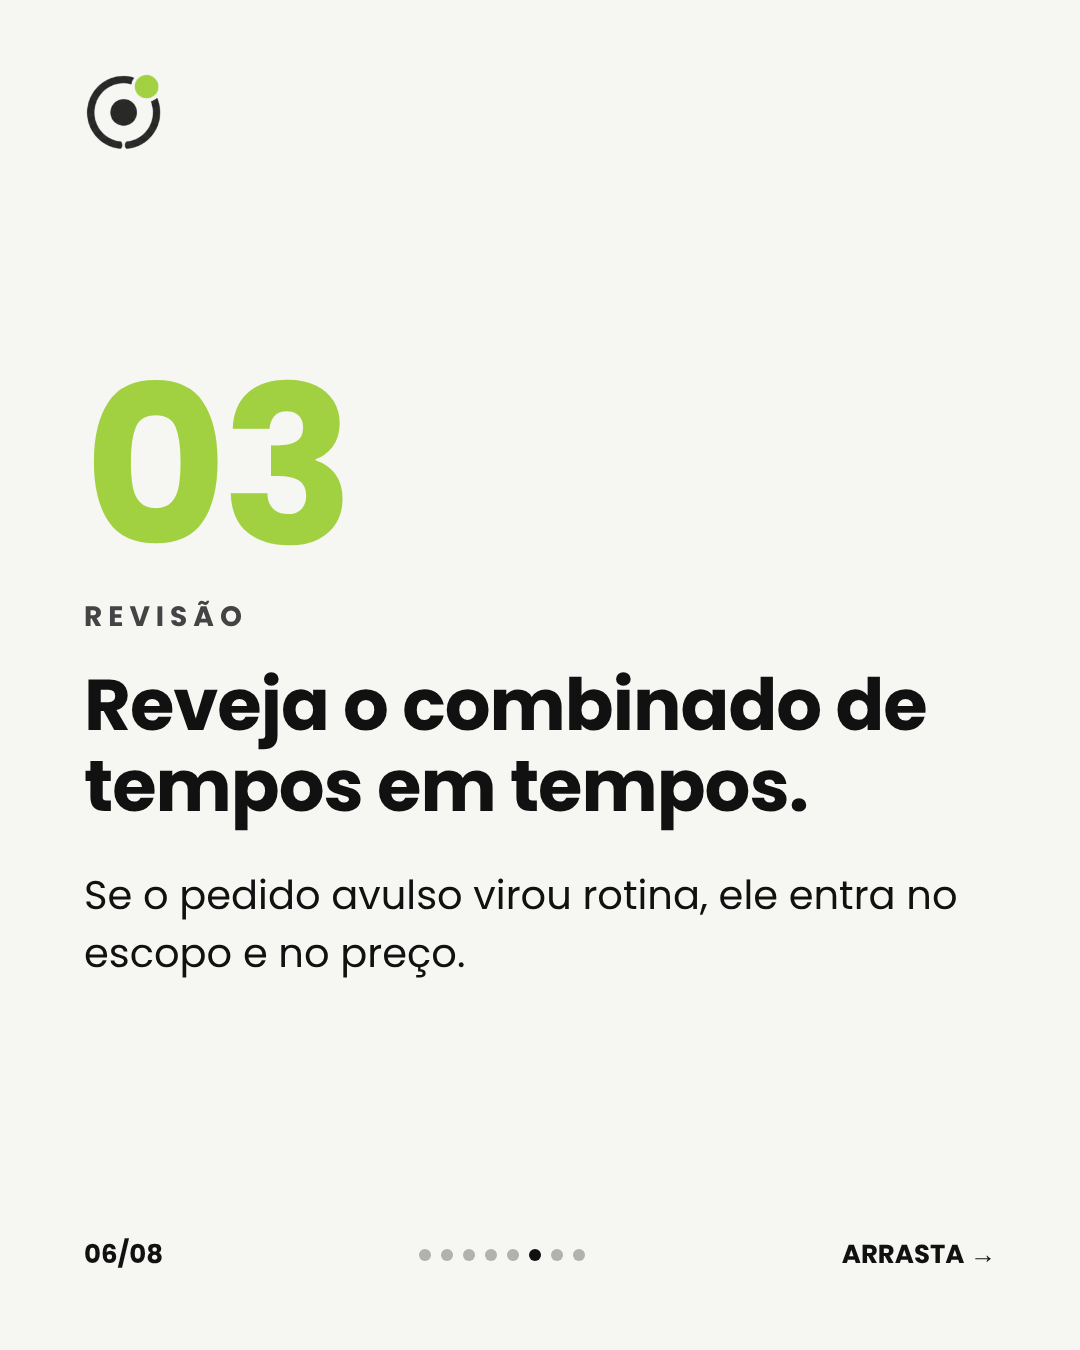 03
REVISÃO
Reveja o combinado de
tempos em tempos.
Se o pedido avulso virou rotina, ele entra no
escopo e no preço.
06/08
ARRASTA →